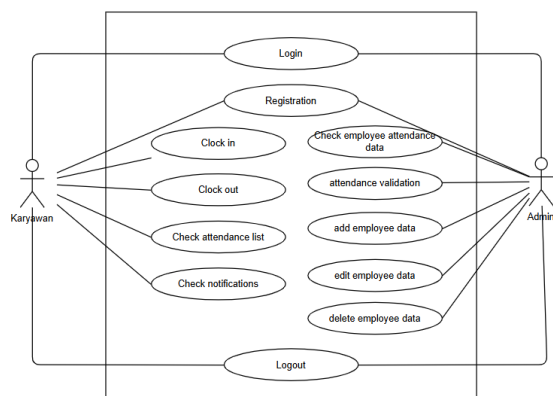 Login
Registration
Clock in
Check employee attendance
data
Clock out
attendance validation
Karyawan
Admin
Check attendance list
add employee data
Check notifications
edit employee data
delete employee data
Logout